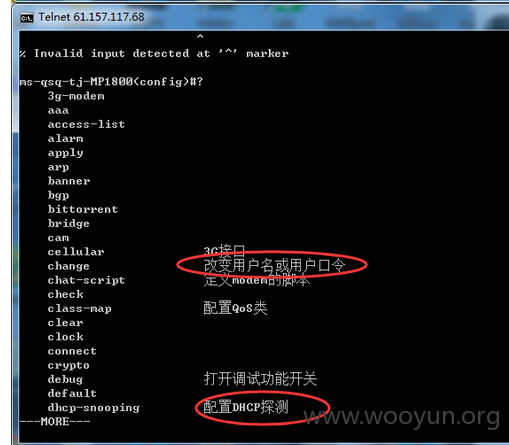 Telnet 61.157.117.68
^
% Invalid input detected at '^' marker
ms-qsq-tj-MP1800(config)#?
3g-modem
aaa
access-list
alarm
apply
arp
banner
bgp
bittorrent
bridge
cam
cellular 3G接口
change 改变用户名或用户口令
chat-script 定义modem的脚本
check
class-map 配置QoS类
clear
clock
connect
crypto
debug 打开调试功能开关
default
dhcp-snooping 配置DHCP探测
---MORE---
www.wooyun.org